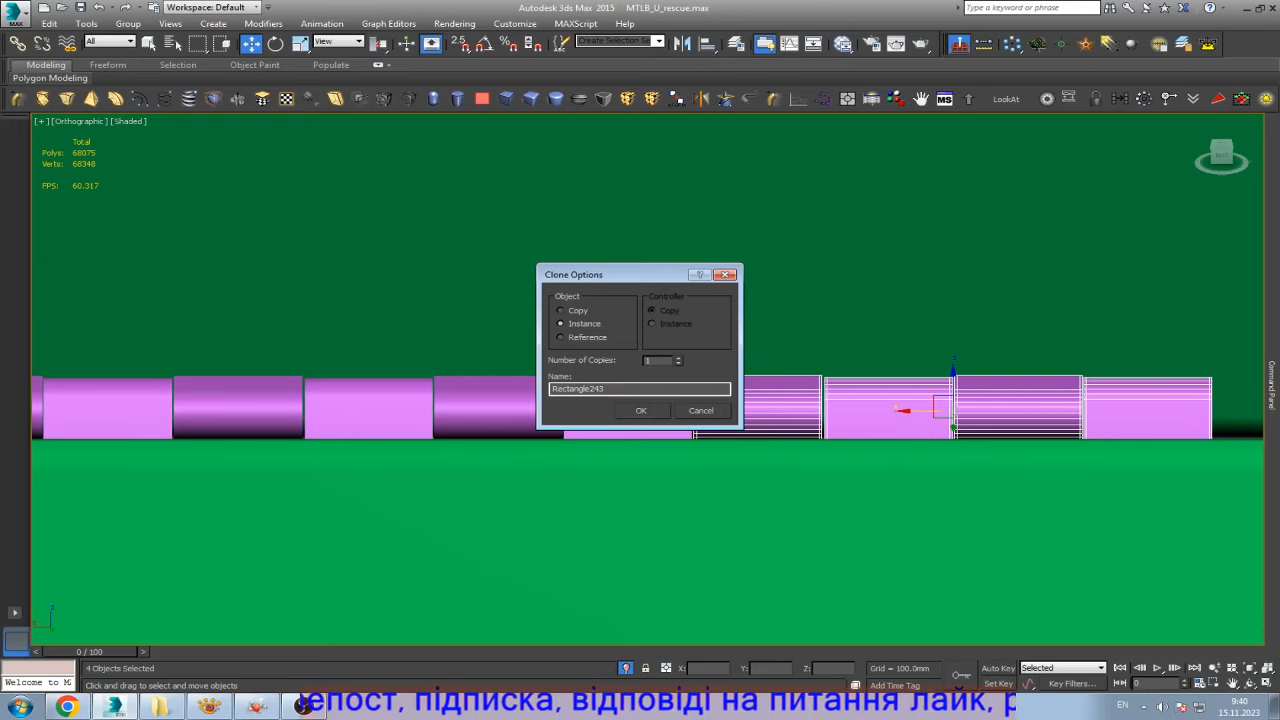 Workspace: Default
Autodesk 3ds Max 2015    MTLB_U_rescue.max
Type a keyword or phrase
MAX
Edit Tools Group Views Create Modifiers Animation Graph Editors Rendering Customize MAXScript Help
All View Create Selection Se
Modeling Freeform Selection Object Paint Populate
Polygon Modeling
MS LookAt
[+][Orthographic][Shaded]
Total
Polys: 68075
Verts: 68348
FPS: 60.317
Clone Options
Object Controller
Copy Copy
Instance Instance
Reference
Number of Copies: 1
Name:
Rectangle243
OK Cancel
Command Panel
0 / 100
4 Objects Selected X: Y: Z: Grid = 100.0mm Auto Key Selected
Welcome to M Click and drag to select and move objects Add Time Tag Set Key Key Filters... 0
репост, підписка, відповіді на питання лайк, р
EN 9:40
15.11.2023